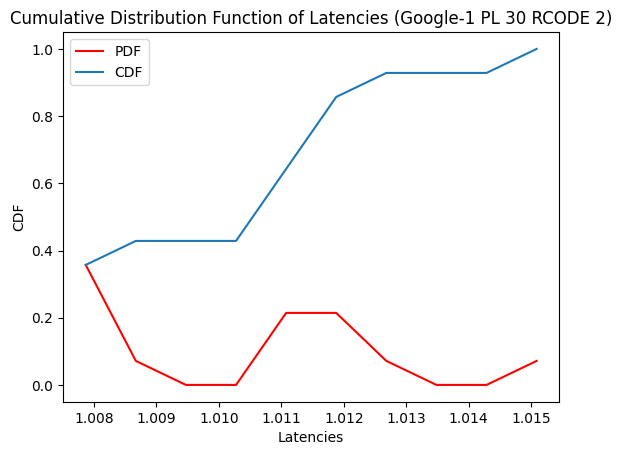 Cumulative Distribution Function of Latencies (Google-1 PL 30 RCODE 2)
PDF
CDF
1.0
0.8
0.6
0.4
0.2
0.0
CDF
1.008 1.009 1.010 1.011 1.012 1.013 1.014 1.015
Latencies